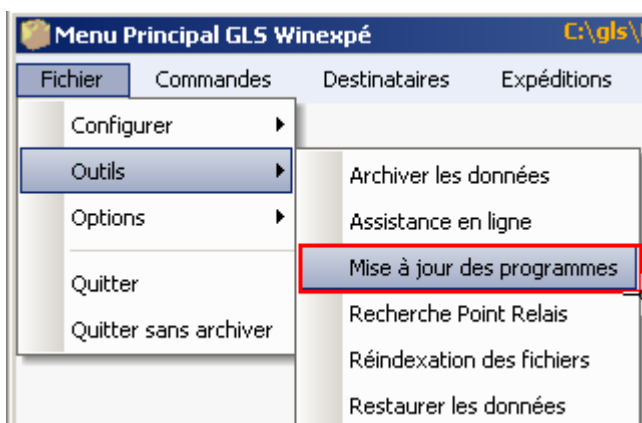 Menu Principal GLS Winexpé C:\gls\
Fichier Commandes Destinataires Expéditions
Configurer
Outils
Options
Quitter
Quitter sans archiver
Archiver les données
Assistance en ligne
Mise à jour des programmes
Recherche Point Relais
Réindexation des fichiers
Restaurer les données